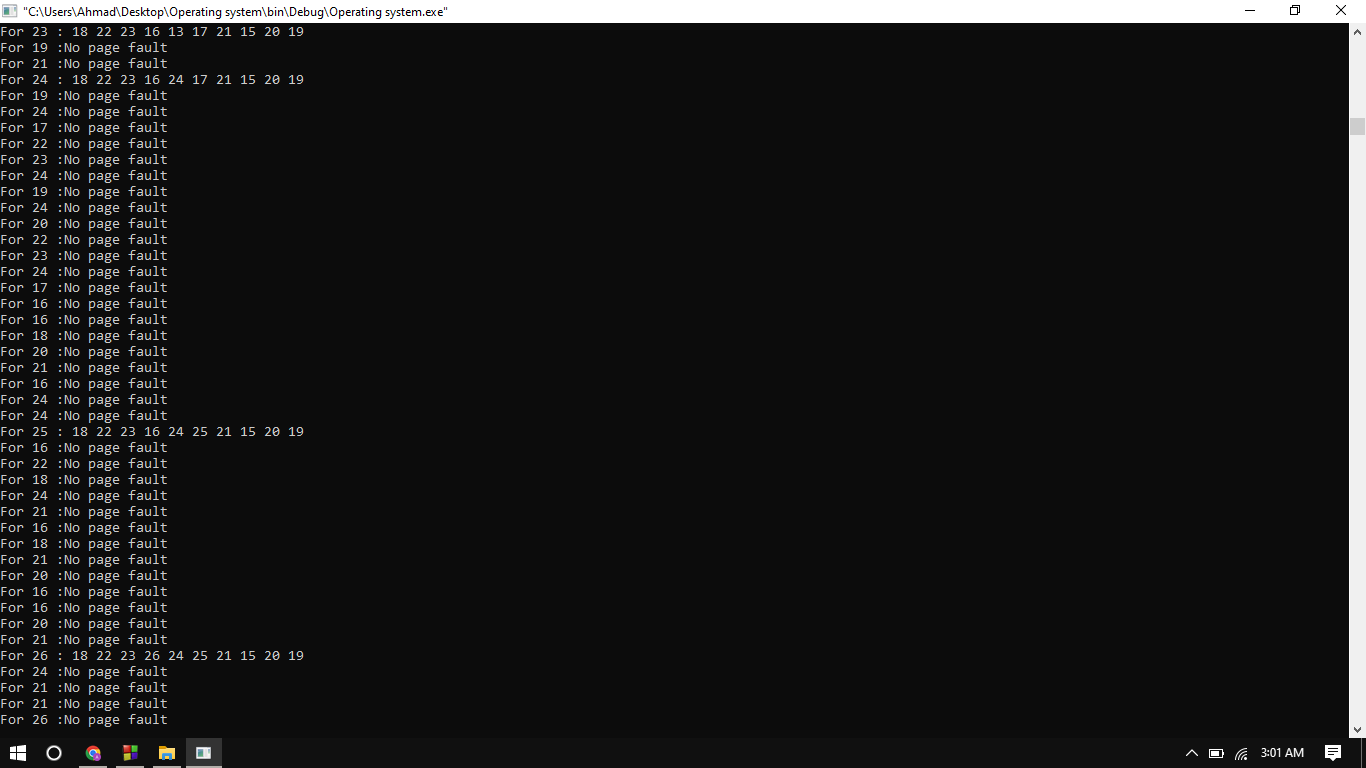 "C:\Users\Ahmad\Desktop\Operating system\bin\Debug\Operating system.exe"
For 23 : 18 22 23 16 13 17 21 15 20 19
For 19 :No page fault
For 21 :No page fault
For 24 : 18 22 23 16 24 17 21 15 20 19
For 19 :No page fault
For 24 :No page fault
For 17 :No page fault
For 22 :No page fault
For 23 :No page fault
For 24 :No page fault
For 19 :No page fault
For 24 :No page fault
For 20 :No page fault
For 22 :No page fault
For 23 :No page fault
For 24 :No page fault
For 17 :No page fault
For 16 :No page fault
For 16 :No page fault
For 18 :No page fault
For 20 :No page fault
For 21 :No page fault
For 16 :No page fault
For 24 :No page fault
For 24 :No page fault
For 25 : 18 22 23 16 24 25 21 15 20 19
For 16 :No page fault
For 22 :No page fault
For 18 :No page fault
For 24 :No page fault
For 21 :No page fault
For 16 :No page fault
For 18 :No page fault
For 21 :No page fault
For 20 :No page fault
For 16 :No page fault
For 16 :No page fault
For 20 :No page fault
For 21 :No page fault
For 26 : 18 22 23 26 24 25 21 15 20 19
For 24 :No page fault
For 21 :No page fault
For 21 :No page fault
For 26 :No page fault
3:01 AM